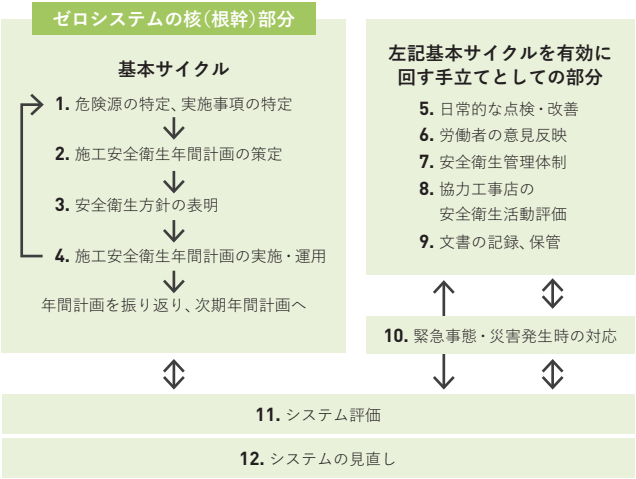 ゼロシステムの核（根幹）部分
基本サイクル
1. 危険源の特定、実施事項の特定
2. 施工安全衛生年間計画の策定
3. 安全衛生方針の表明
4. 施工安全衛生年間計画の実施・運用
年間計画を振り返り、次期年間計画へ
左記基本サイクルを有効に
回す手立てとしての部分
5. 日常的な点検・改善
6. 労働者の意見反映
7. 安全衛生管理体制
8. 協力工事店の
安全衛生活動評価
9. 文書の記録、保管
10. 緊急事態・災害発生時の対応
11. システム評価
12. システムの見直し